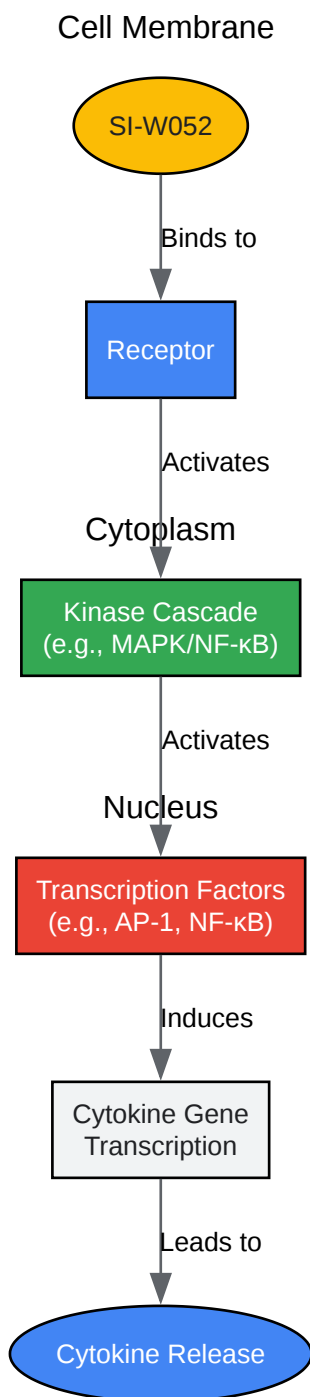 Cell Membrane
SI-W052
Binds to
Receptor
Activates
Cytoplasm
Kinase Cascade
(e.g., MAPK/NF-κB)
Activates
Nucleus
Transcription Factors
(e.g., AP-1, NF-κB)
Induces
Cytokine Gene
Transcription
Leads to
Cytokine Release